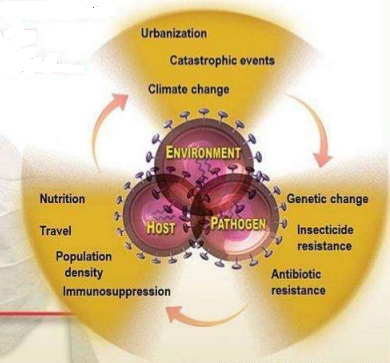 Urbanization
Catastrophic events
Climate change
ENVIRONMENT
HOST
PATHOGEN
Nutrition
Travel
Population
density
Immunosuppression
Genetic change
Insecticide
resistance
Antibiotic
resistance